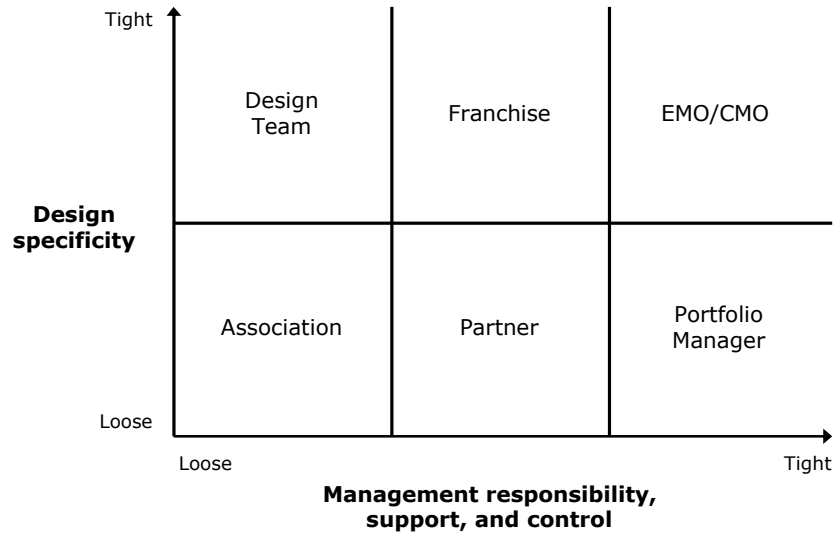 Tight
Design
Team
Franchise
EMO/CMO
Design
specificity
Association
Partner
Portfolio
Manager
Loose
Loose
Tight
Management responsibility,
support, and control